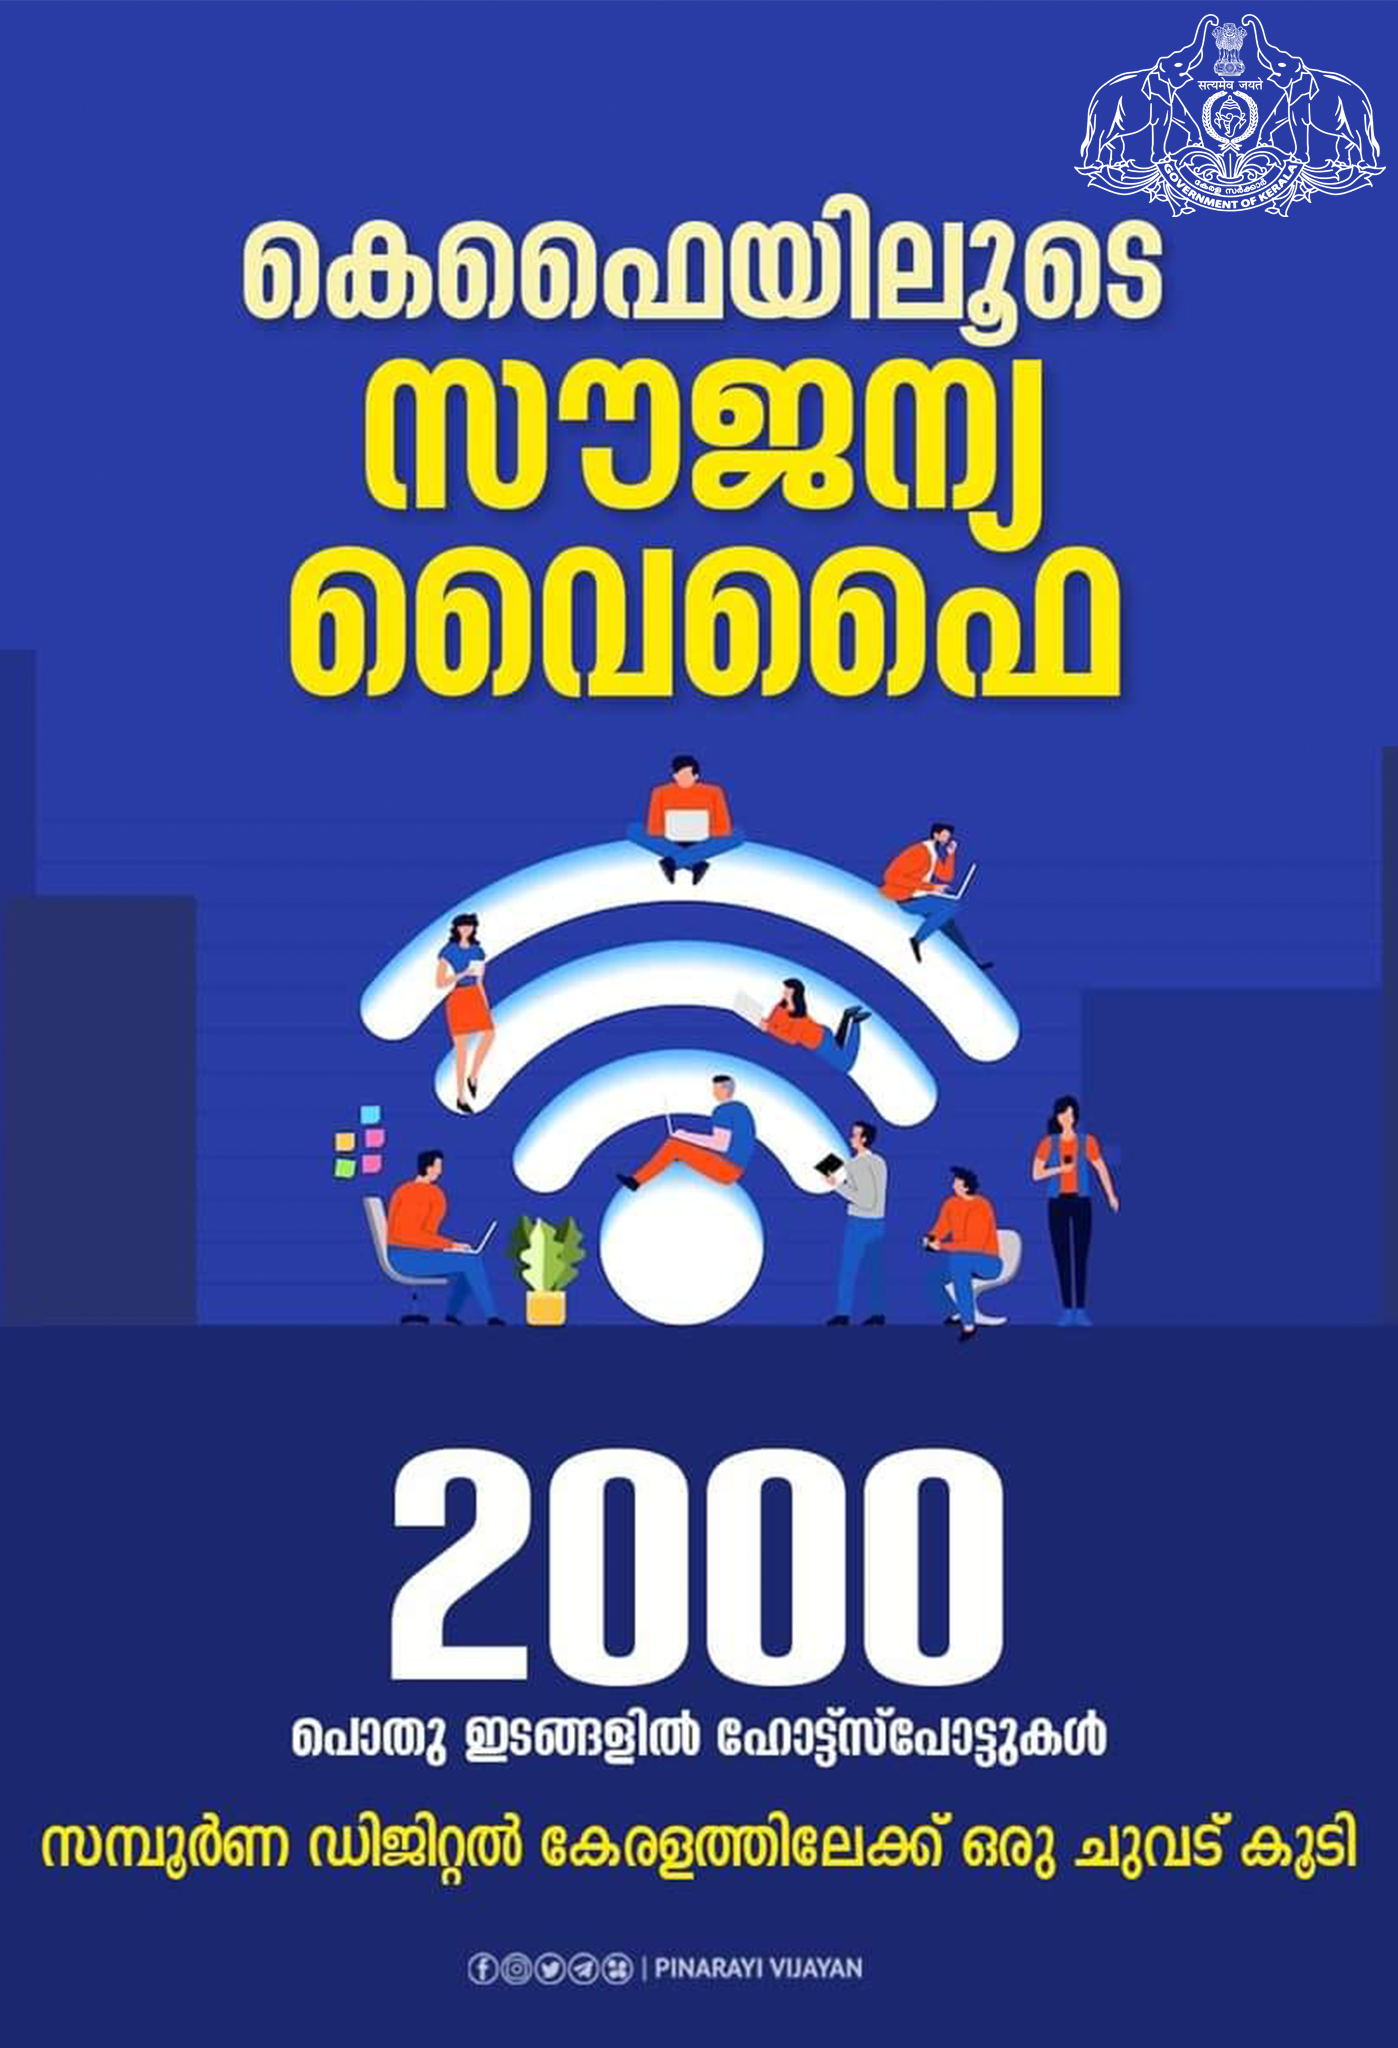 सत्यमेव जयते
കേരള സർക്കാർ
GOVERNMENT OF KERALA
കെഫൈയിലൂടെ
സൗജന്യ
വൈഫൈ
2000
പൊതു ഇടങ്ങളിൽ ഹോട്ട്സ്പോട്ടുകൾ
സമ്പൂർണ ഡിജിറ്റൽ കേരളത്തിലേക്ക് ഒരു ചുവട് കൂടി
| PINARAYI VIJAYAN